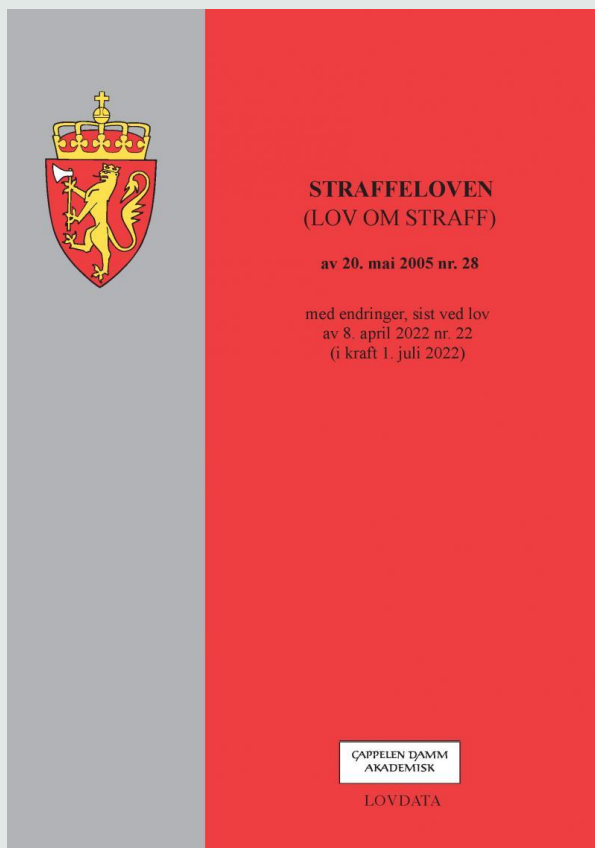 STRAFFELOVEN
(LOV OM STRAFF)
av 20. mai 2005 nr. 28
med endringer, sist ved lov
av 8. april 2022 nr. 22
(i kraft 1. juli 2022)
CAPPELEN DAMM
AKADEMISK
LOVDATA